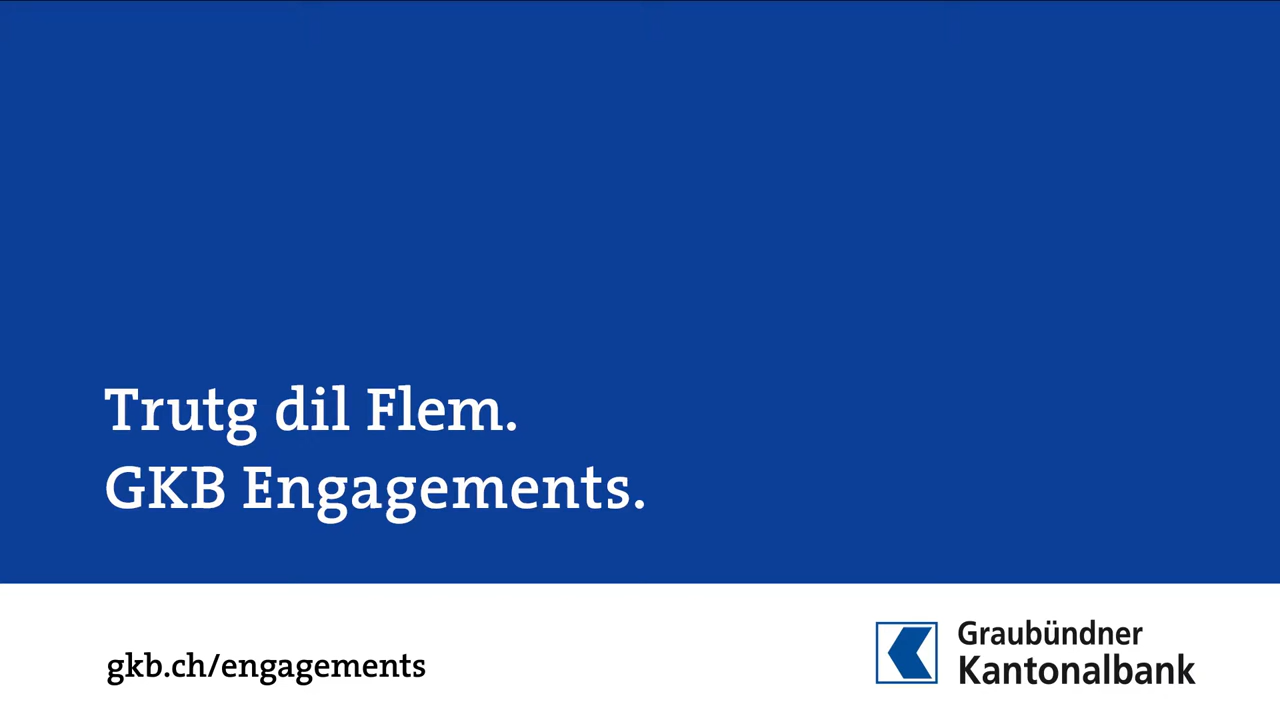 Trutg dil Flem.
GKB Engagements.
gkb.ch/engagements
Graubündner
Kantonalbank